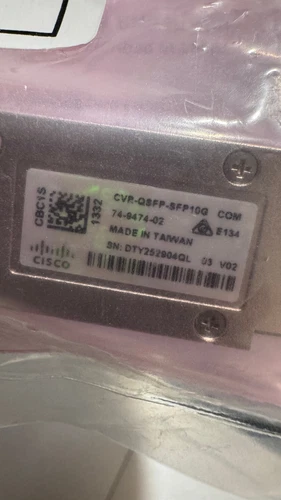 CBC1S
1332
CVR-QSFP-SFP10G COM
74-9474-02
MADE IN TAIWAN
E134
SN: DTY252904QL 03 V02
CISCO